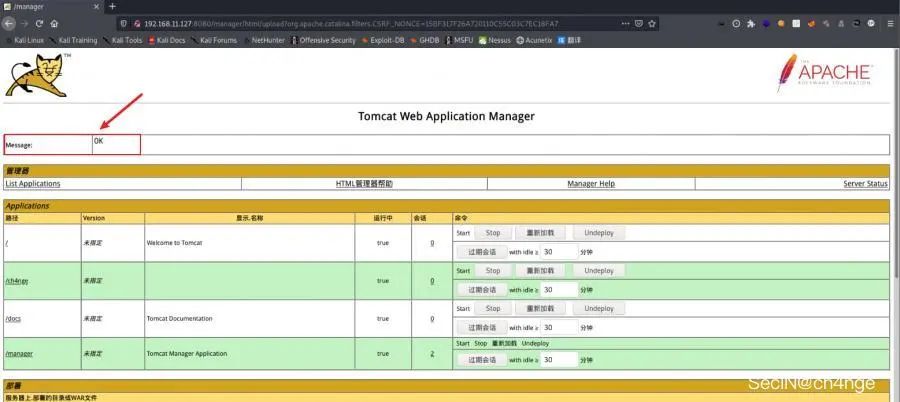 /manager
192.168.11.127:8080/manager/html/upload?org.apache.catalina.filters.CSRF_NONCE=
Kali Linux Kali Training Kali Tools Kali Docs Kali Forums NetHunter Offensive Security Exploit-DB GHDB MSFU Nessus Acunetix 翻译
TM
THE
APACHE
SOFTWARE FOUNDATION
Tomcat Web Application Manager
Message: OK
管理器
List Applications HTML管理器帮助 Manager Help Server Status
Applications
路径 Version 显示.名称 运行中 会话 命令
/ 未指定 Welcome to Tomcat true 0 Start Stop 重新加载 Undeploy
过期会话 with idle ≥ 30 分钟
/ch4nge 未指定 true 0 Start Stop 重新加载 Undeploy
过期会话 with idle ≥ 30 分钟
/docs 未指定 Tomcat Documentation true 0 Start Stop 重新加载 Undeploy
过期会话 with idle ≥ 30 分钟
/manager 未指定 Tomcat Manager Application true 2 Start Stop 重新加载 Undeploy
过期会话 with idle ≥ 30 分钟
部署
服务器上.部署的目录或WAR文件
SecIN@ch4nge